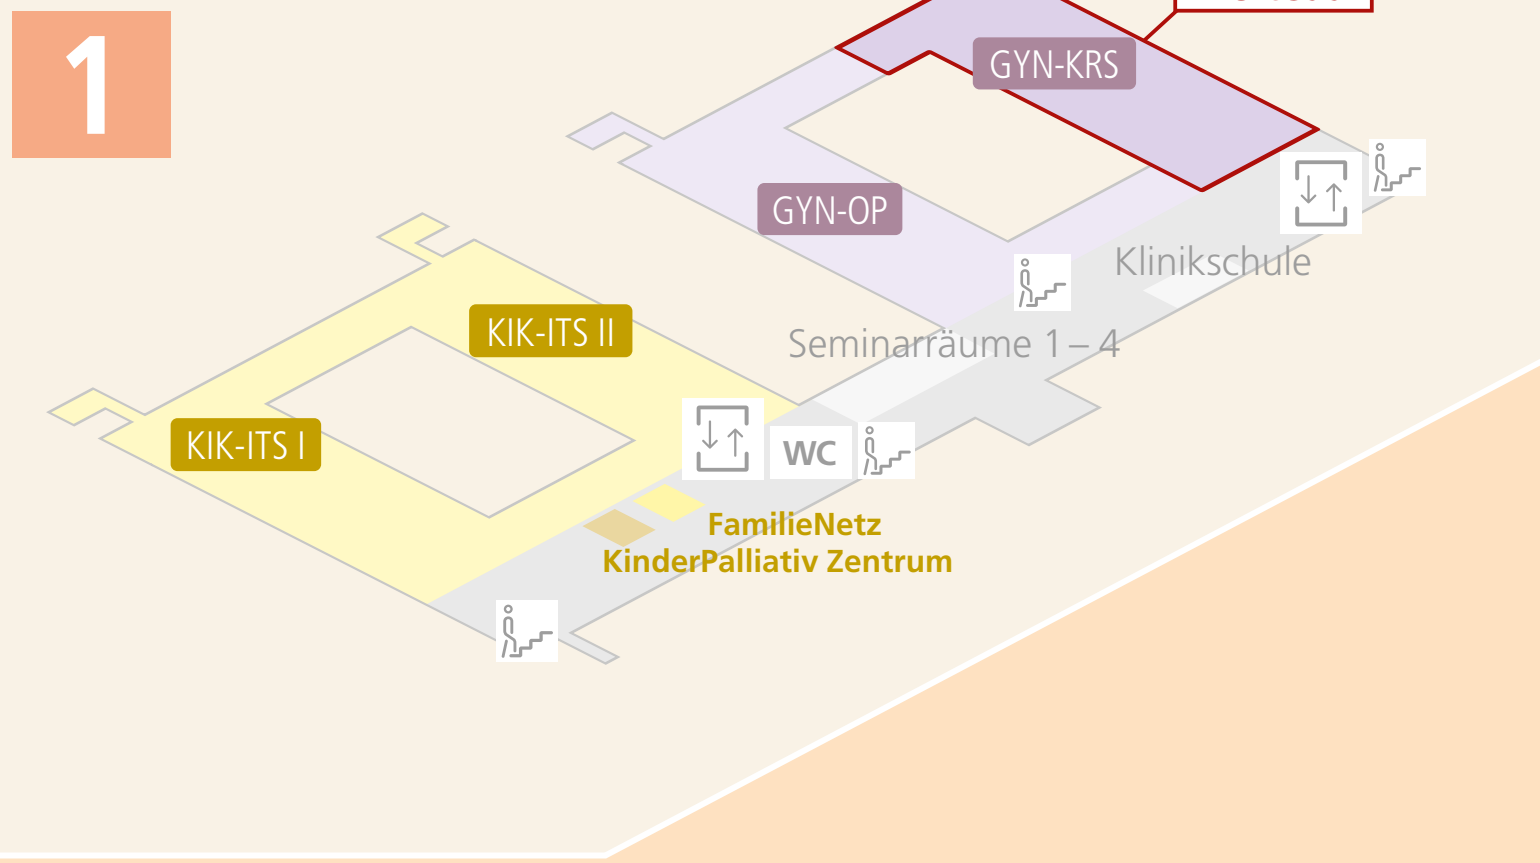 1
GYN-KRS
GYN-OP
Klinikschule
KIK-ITS II
Seminarräume 1 – 4
KIK-ITS I
WC
FamilieNetz
KinderPalliativ Zentrum